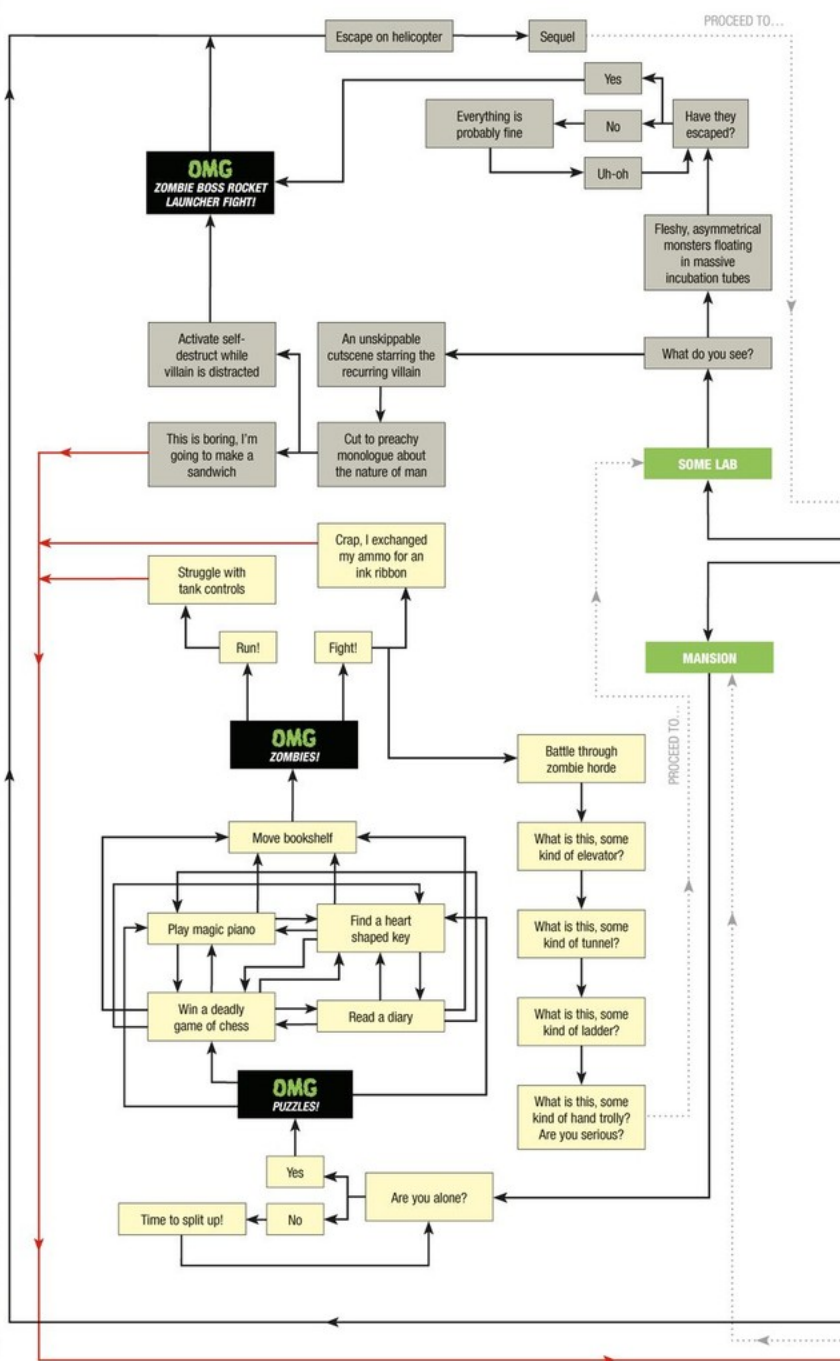 PROCEED TO...
Escape on helicopter
Sequel
Yes
Everything is
probably fine
No
Have they
escaped?
Uh-oh
OMG
ZOMBIE BOSS ROCKET
LAUNCHER FIGHT!
Fleshy, asymmetrical
monsters floating
in massive
incubation tubes
Activate self-
destruct while
villain is distracted
An unskippable
cutscene starring the
recurring villain
What do you see?
This is boring, I'm
going to make a
sandwich
Cut to preachy
monologue about
the nature of man
SOME LAB
Crap, I exchanged
my ammo for an
ink ribbon
Struggle with
tank controls
Run!
Fight!
MANSION
OMG
ZOMBIES!
PROCEED TO...
Battle through
zombie horde
Move bookshelf
What is this, some
kind of elevator?
Play magic piano
Find a heart
shaped key
What is this, some
kind of tunnel?
Win a deadly
game of chess
Read a diary
What is this, some
kind of ladder?
OMG
PUZZLES!
What is this, some
kind of hand trolly?
Are you serious?
Yes
Are you alone?
Time to split up!
No